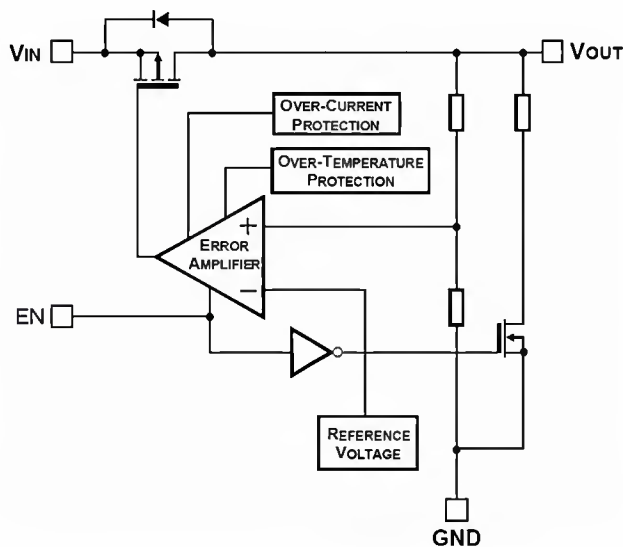 VIN
VOUT
OVER-CURRENT
PROTECTION
OVER-TEMPERATURE
PROTECTION
+
ERROR
AMPLIFIER
−
EN
REFERENCE
VOLTAGE
GND